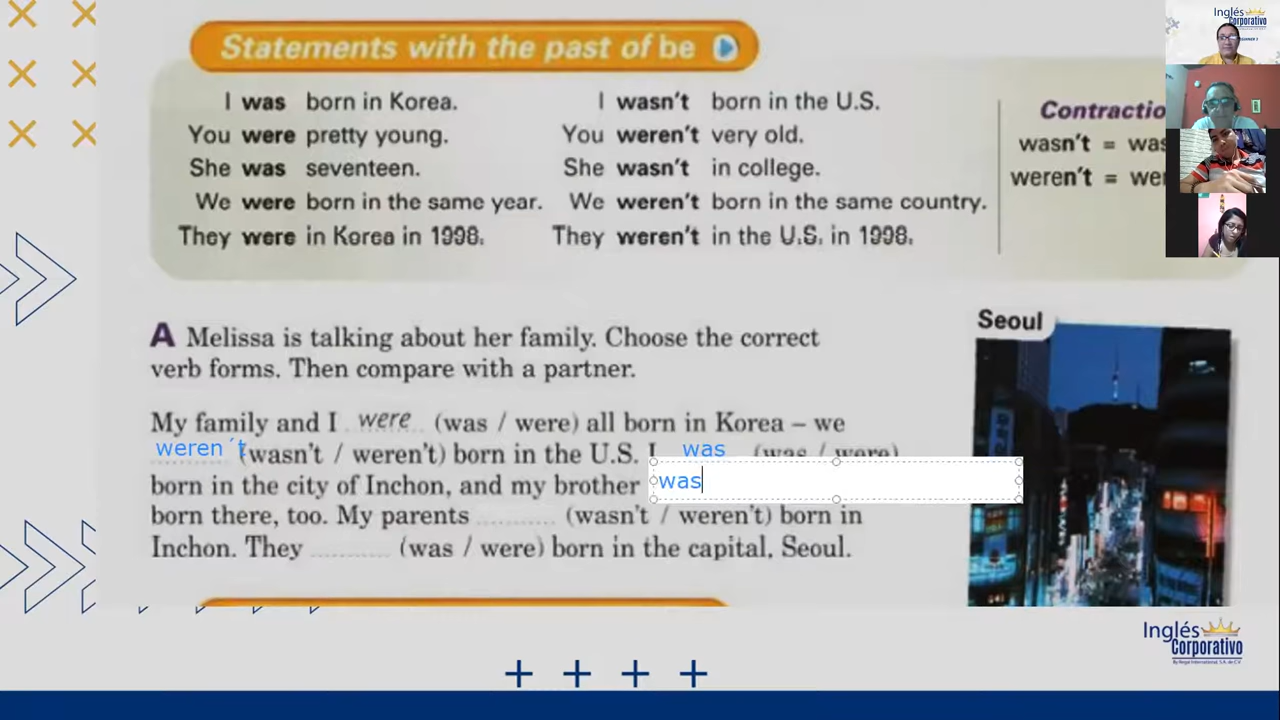 Statements with the past of be
I was born in Korea. I wasn't born in the U.S.
You were pretty young. You weren't very old.
She was seventeen. She wasn't in college.
We were born in the same year. We weren't born in the same country.
They were in Korea in 1998. They weren't in the U.S. in 1998.
Contractio
wasn't = was
weren't = wer
A Melissa is talking about her family. Choose the correct
verb forms. Then compare with a partner.
My family and I were (was / were) all born in Korea – we
weren´t (wasn't / weren't) born in the U.S. I was (was / were)
born in the city of Inchon, and my brother was
born there, too. My parents ............ (wasn't / weren't) born in
Inchon. They ............ (was / were) born in the capital, Seoul.
Seoul
Inglés
Corporativo
Inglés
Corporativo
By Regal International, S.A. de C.V.